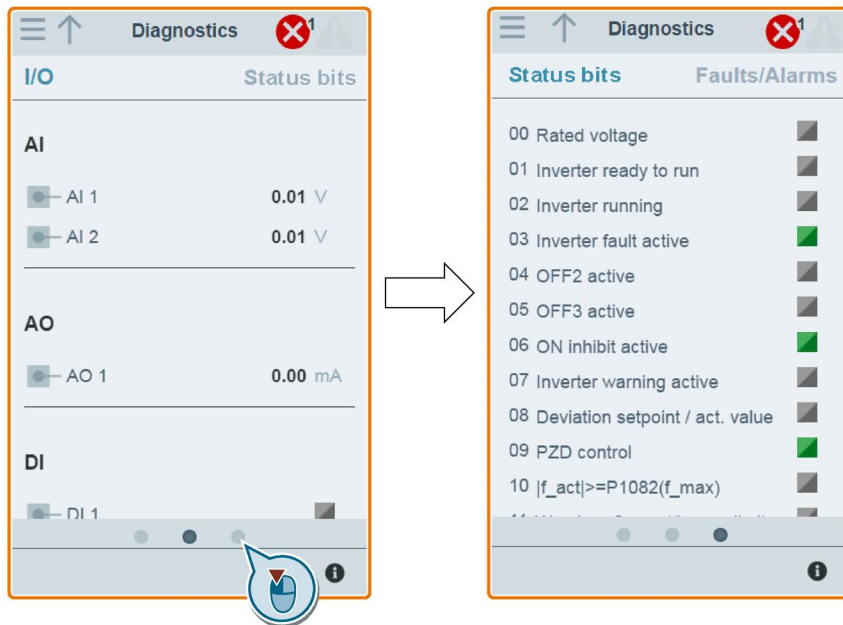 Diagnostics 1
I/O Status bits
AI
AI 1 0.01 V
AI 2 0.01 V
AO
AO 1 0.00 mA
DI
DI 1
Diagnostics 1
Status bits Faults/Alarms
00 Rated voltage
01 Inverter ready to run
02 Inverter running
03 Inverter fault active
04 OFF2 active
05 OFF3 active
06 ON inhibit active
07 Inverter warning active
08 Deviation setpoint / act. value
09 PZD control
10 |f_act|>=P1082(f_max)